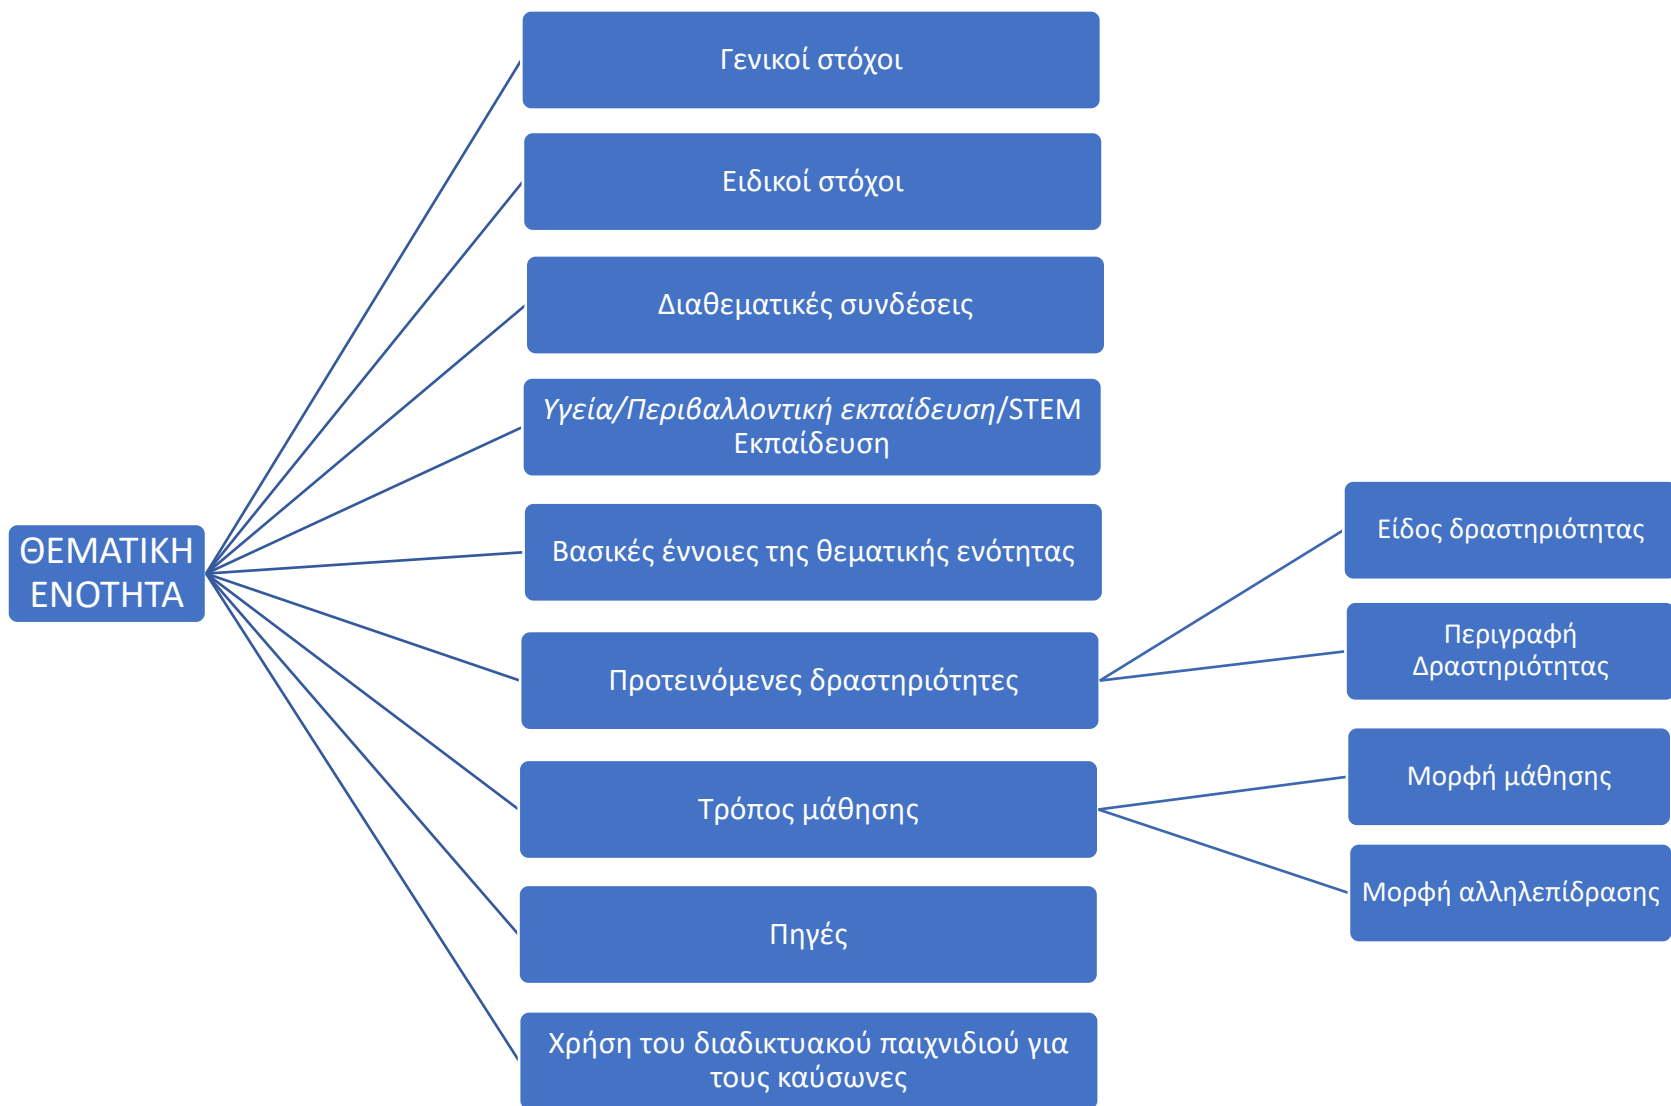 ΘΕΜΑΤΙΚΗ
ΕΝΟΤΗΤΑ
Γενικοί στόχοι
Ειδικοί στόχοι
Διαθεματικές συνδέσεις
Υγεία/Περιβαλλοντική εκπαίδευση/STEM
Εκπαίδευση
Βασικές έννοιες της θεματικής ενότητας
Προτεινόμενες δραστηριότητες
Είδος δραστηριότητας
Περιγραφή
Δραστηριότητας
Τρόπος μάθησης
Μορφή μάθησης
Μορφή αλληλεπίδρασης
Πηγές
Χρήση του διαδικτυακού παιχνιδιού για
τους καύσωνες